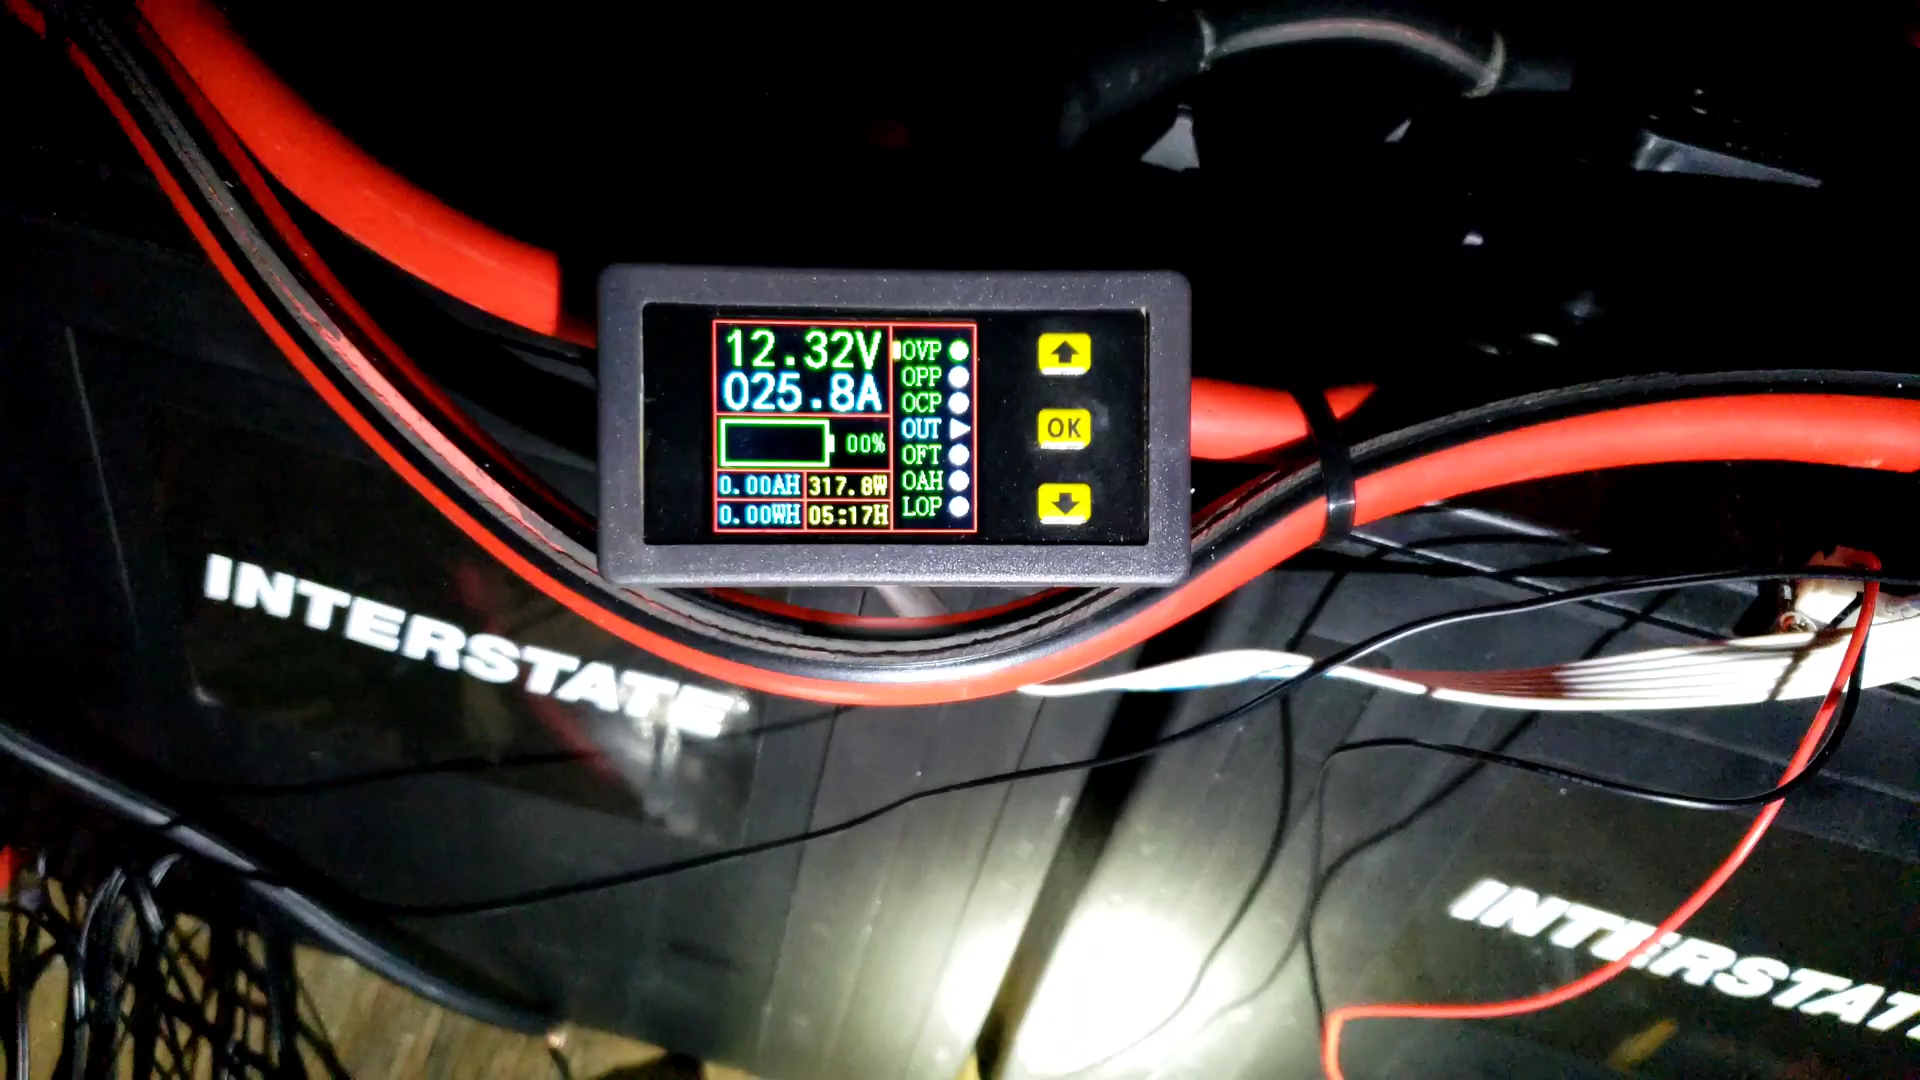 12.32V
025.8A
00%
0.00AH 317.8W
0.00WH 05:17H
OVP
OPP
OCP
OUT
OFT
OAH
LOP
OK
INTERSTATE
INTERSTAT